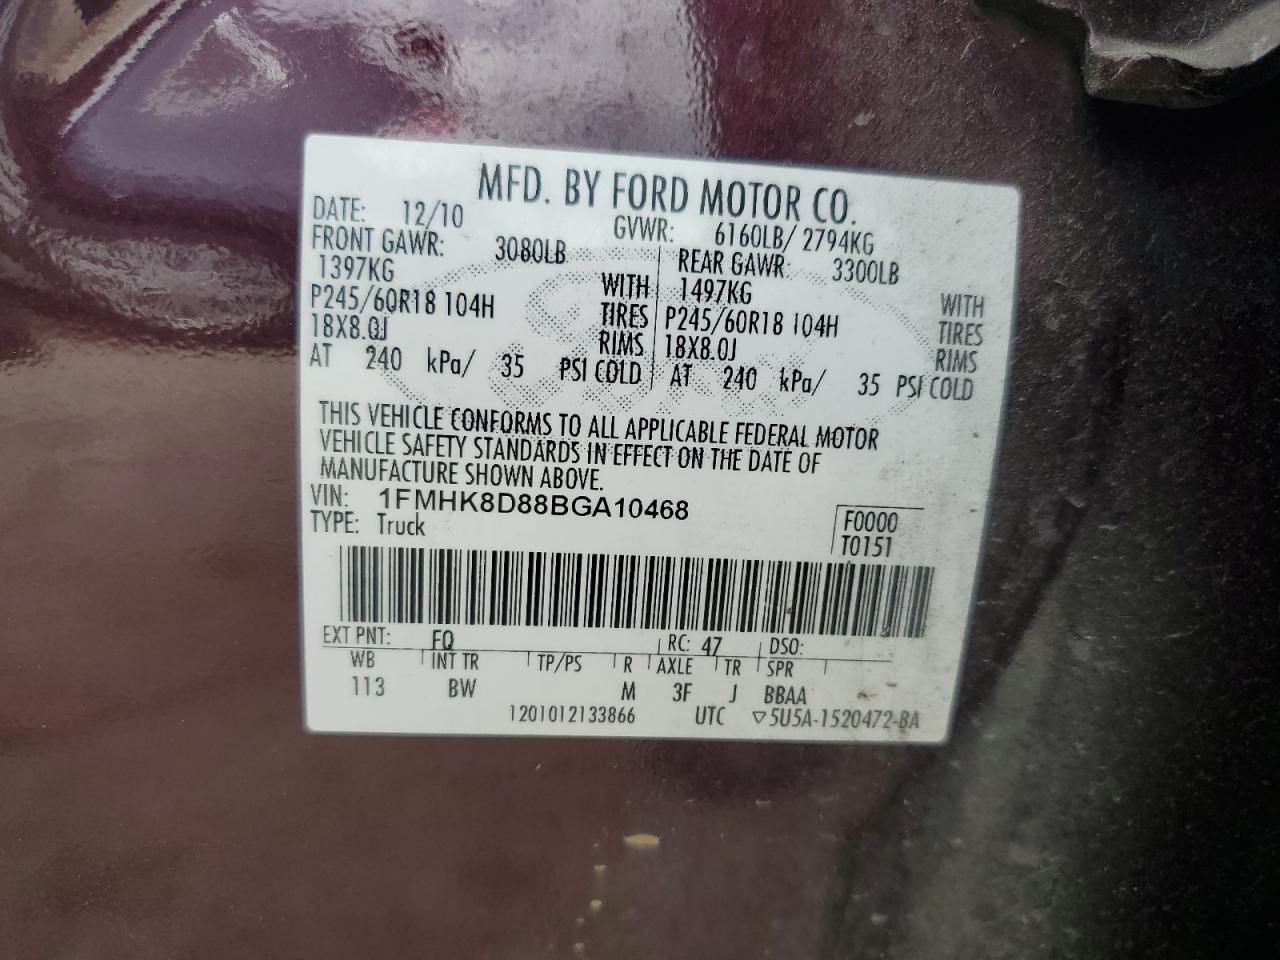 MFD. BY FORD MOTOR CO.
DATE: 12/10 GVWR: 6160LB/ 2794KG
FRONT GAWR: 3080LB REAR GAWR: 3300LB
1397KG WITH 1497KG WITH
P245/60R18 104H TIRES P245/60R18 104H TIRES
18X8.0J RIMS 18X8.0J RIMS
AT 240 kPa/ 35 PSI COLD AT 240 kPa/ 35 PSI COLD
THIS VEHICLE CONFORMS TO ALL APPLICABLE FEDERAL MOTOR
VEHICLE SAFETY STANDARDS IN EFFECT ON THE DATE OF
MANUFACTURE SHOWN ABOVE.
VIN: 1FMHK8D88BGA10468
TYPE: Truck
F0000
T0151
EXT PNT: FQ RC: 47 DSO:
WB INT TR TP/PS R AXLE TR SPR
113 BW M 3F J BBAA
1201012133866 UTC ▽5U5A-1520472-BA